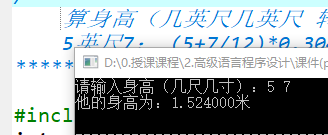 算身高（几英尺几英尺
5英尺7： (5+7/12)*0.30
D:\0.授课课程\2.高级语言程序设计\课件(p
请输入身高（几尺几寸）：5 7
他的身高为：1.524000米
#incl